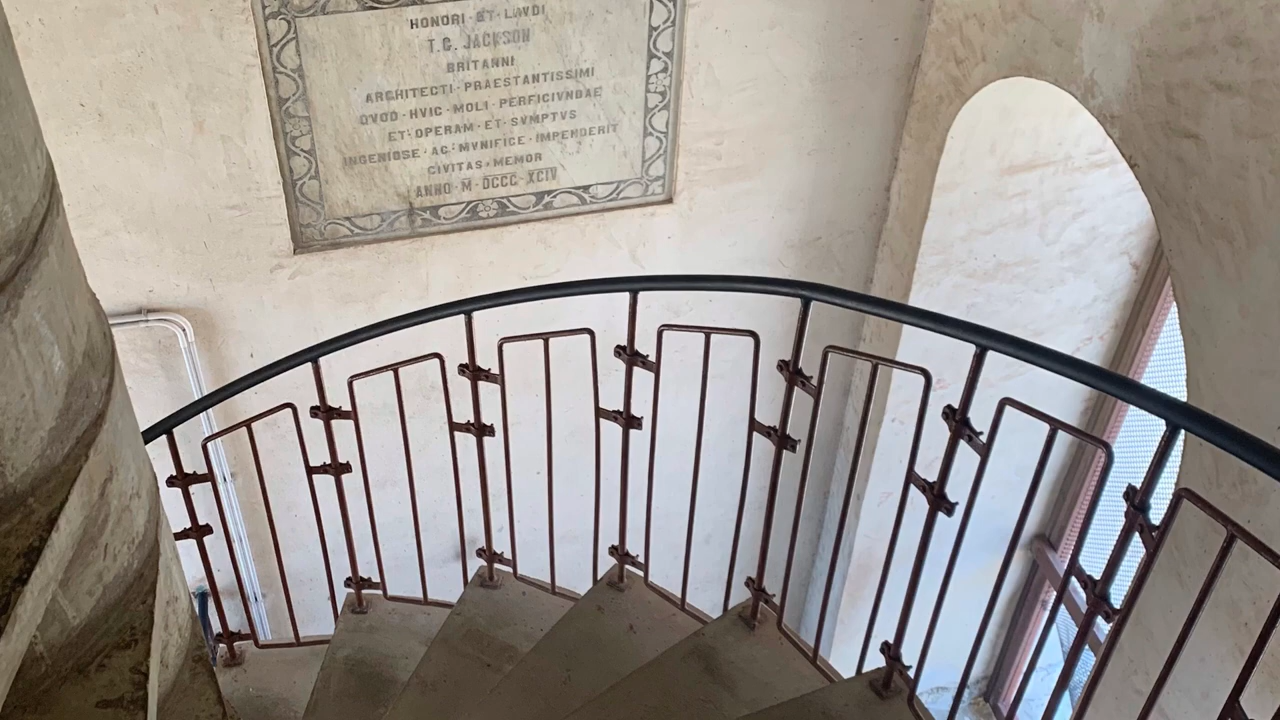 HONORI · ET · LAVDI
T.G. JACKSON
BRITANNI
ARCHITECTI · PRAESTANTISSIMI
QVOD · HVIC · MOLI · PERFICIVNDAE
ET · OPERAM · ET · SVMPTVS
INGENIOSE · AC · MVNIFICE · IMPENDERIT
CIVITAS · MEMOR
ANNO · M · DCCC · XCIV